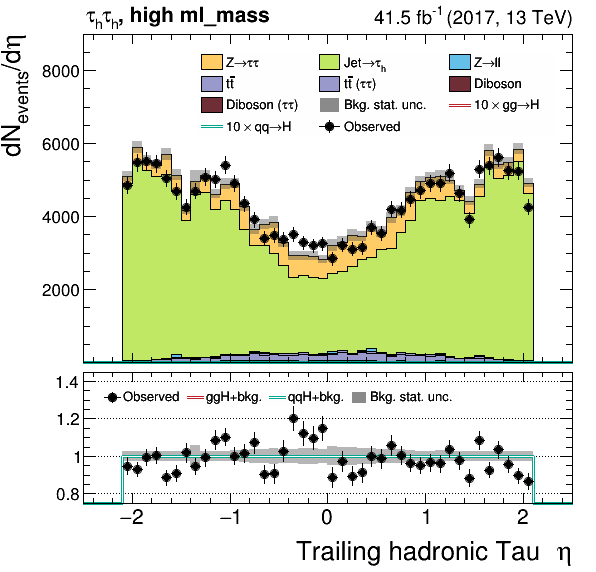 τhτh, high ml_mass 41.5 fb-1 (2017, 13 TeV)
dNevents/dη
8000
6000
4000
2000
Z→ττ Jet→τh Z→ll
tt̄ tt̄ (ττ) Diboson
Diboson (ττ) Bkg. stat. unc. 10 × gg→H
10 × qq→H Observed
1.4
1.2
1
0.8
Observed ggH+bkg. qqH+bkg. Bkg. stat. unc.
−2 −1 0 1 2
Trailing hadronic Tau η